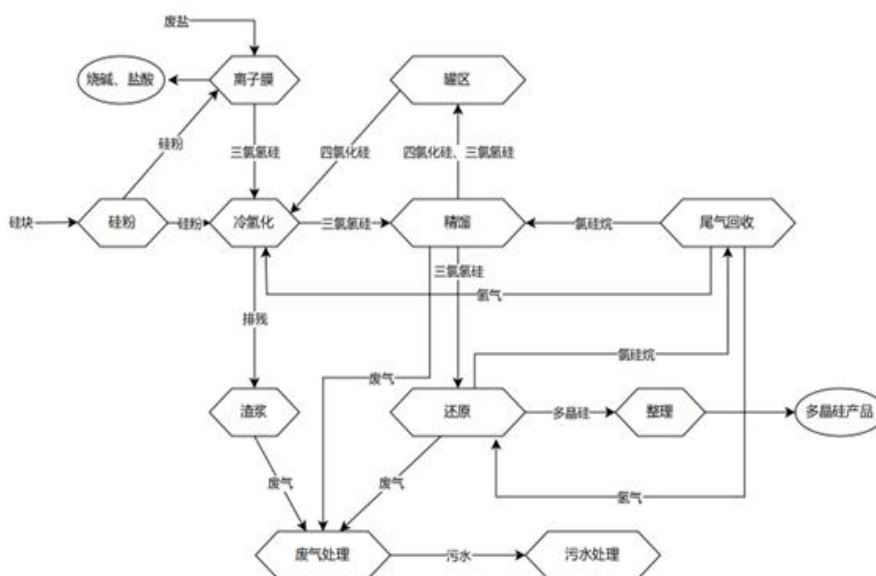 废盐
烧碱、盐酸
离子膜
罐区
硅粉
三氯氢硅
四氯化硅
四氯化硅、三氯氢硅
硅块
硅粉
硅粉
冷氢化
三氯氢硅
精馏
氯硅烷
尾气回收
三氯氢硅
氢气
排残
氯硅烷
废气
渣浆
还原
多晶硅
整理
多晶硅产品
废气
废气
氢气
废气处理
污水
污水处理